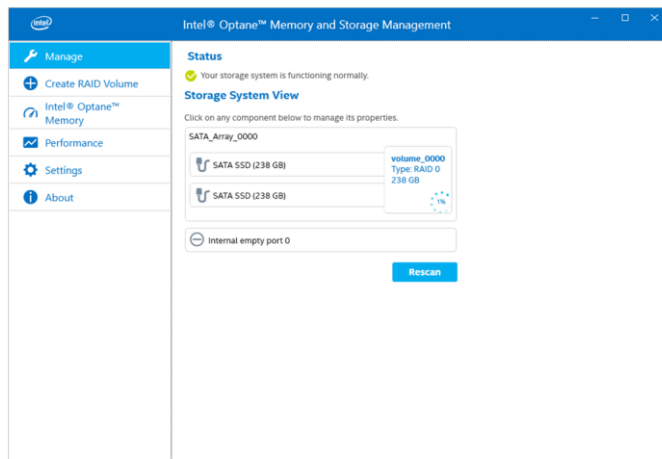 intel
Intel® Optane™ Memory and Storage Management
Manage
Create RAID Volume
Intel® Optane™
Memory
Performance
Settings
About
Status
Your storage system is functioning normally.
Storage System View
Click on any component below to manage its properties.
SATA_Array_0000
SATA SSD (238 GB)
SATA SSD (238 GB)
volume_0000
Type: RAID 0
238 GB
1%
Internal empty port 0
Rescan